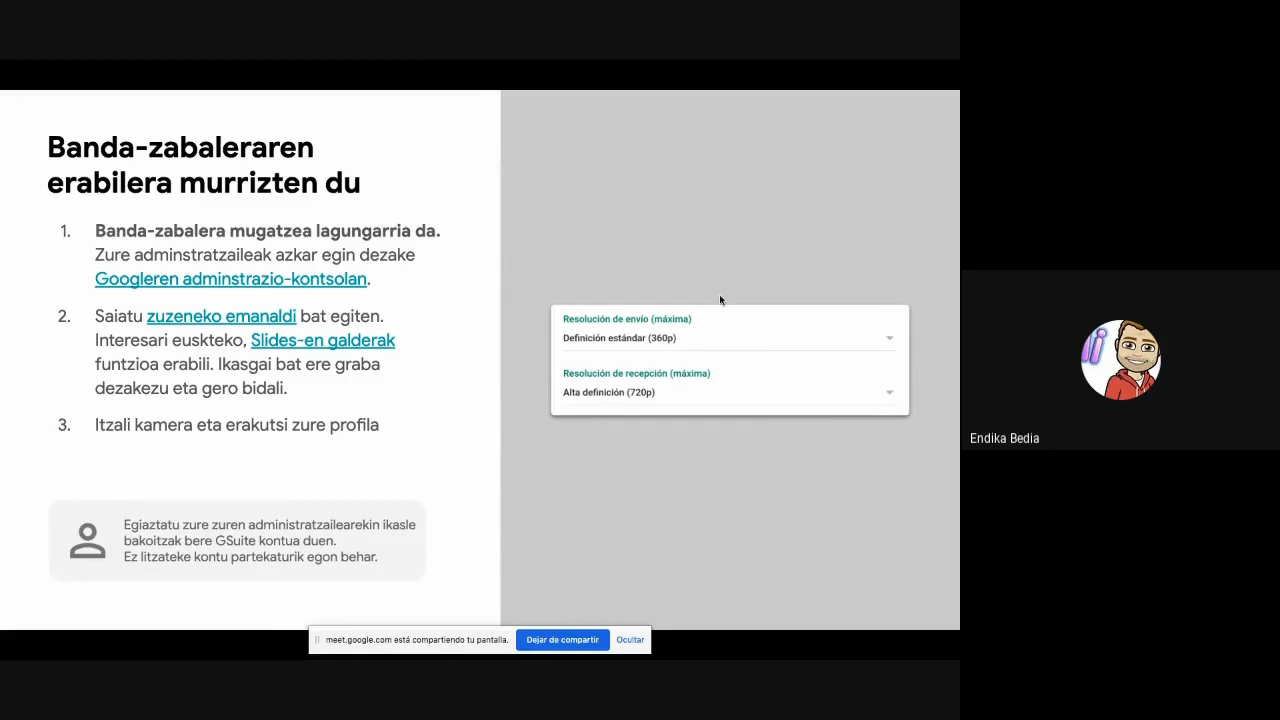 Banda-zabaleraren
erabilera murrizten du
1. Banda-zabalera mugatzea lagungarria da.
Zure adminstratzaileak azkar egin dezake
Googleren adminstrazio-kontsolan.
2. Saiatu zuzeneko emanaldi bat egiten.
Interesari euskteko, Slides-en galderak
funtzioa erabili. Ikasgai bat ere graba
dezakezu eta gero bidali.
3. Itzali kamera eta erakutsi zure profila
Egiaztatu zure zuren administratzailearekin ikasle
bakoitzak bere GSuite kontua duen.
Ez litzateke kontu partekaturik egon behar.
Resolución de envío (máxima)
Definición estándar (360p)
Resolución de recepción (máxima)
Alta definición (720p)
meet.google.com está compartiendo tu pantalla. Dejar de compartir Ocultar
Endika Bedia